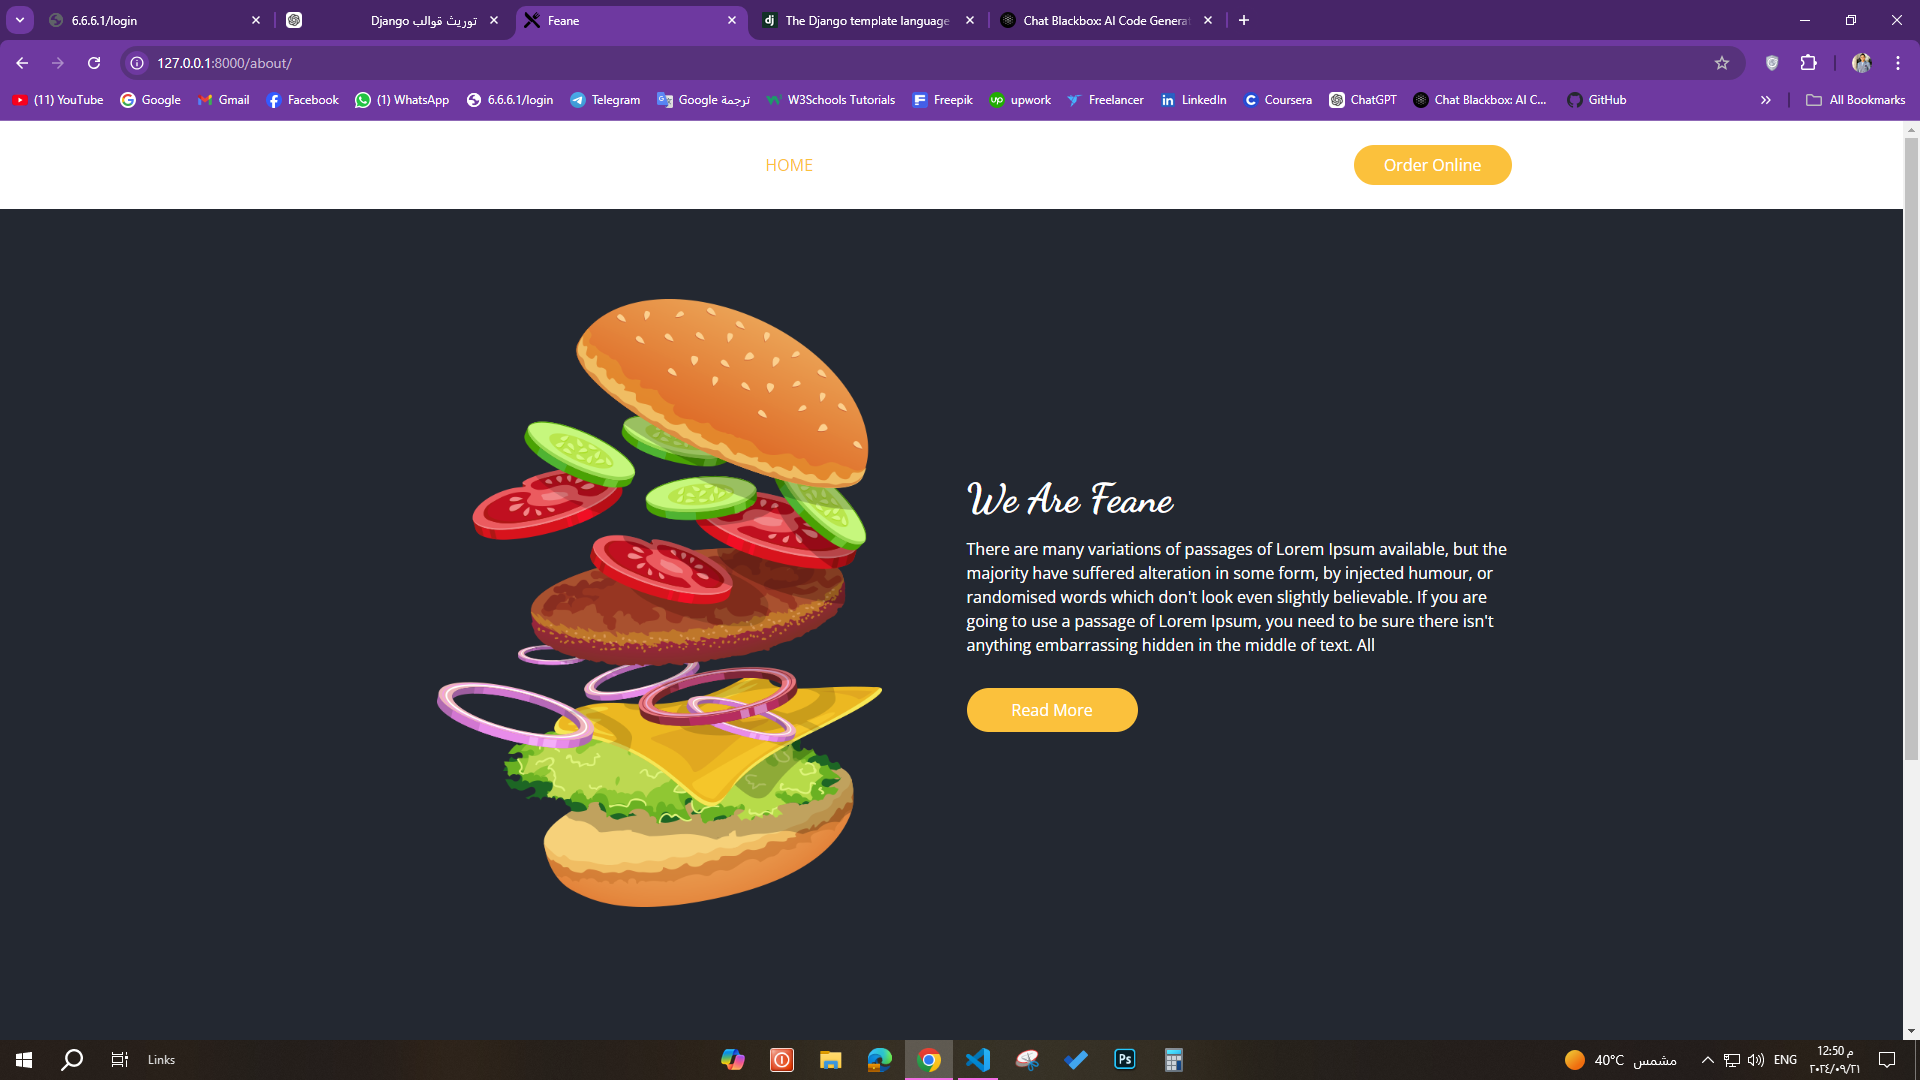 6.6.6.1/login
توريث قوالب Django
Feane
The Django template language
Chat Blackbox: AI Code Generat
127.0.0.1:8000/about/
(11) YouTube
Google
Gmail
Facebook
(1) WhatsApp
6.6.6.1/login
Telegram
ترجمة Google
W3Schools Tutorials
Freepik
upwork
Freelancer
LinkedIn
Coursera
ChatGPT
Chat Blackbox: AI C...
GitHub
All Bookmarks
HOME
Order Online
We Are Feane
There are many variations of passages of Lorem Ipsum available, but the
majority have suffered alteration in some form, by injected humour, or
randomised words which don't look even slightly believable. If you are
going to use a passage of Lorem Ipsum, you need to be sure there isn't
anything embarrassing hidden in the middle of text. All
Read More
Links
40°C مشمس
ENG
12:50 م
٢٠٢٤/٠٩/٢١